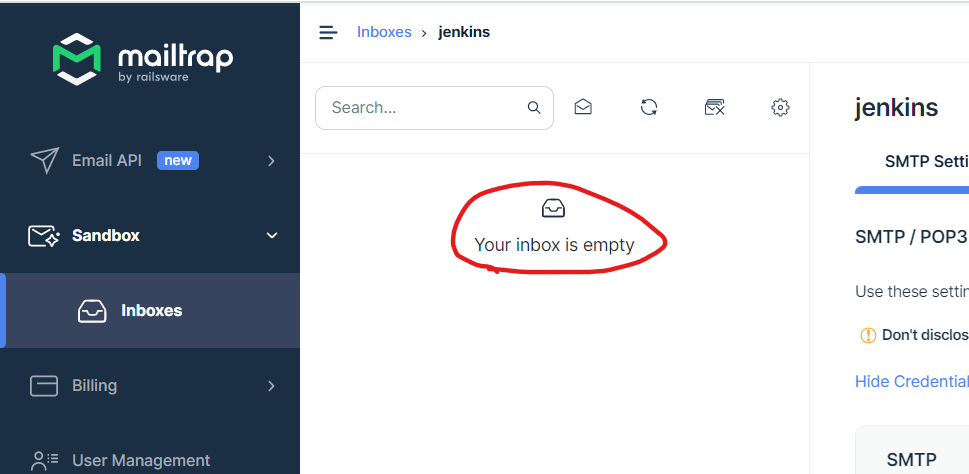 mailtrap
by railsware
Email API new
Sandbox
Inboxes
Billing
User Management
Inboxes › jenkins
Search...
Your inbox is empty
jenkins
SMTP Setti
SMTP / POP3
Use these settin
Don't disclos
Hide Credential
SMTP